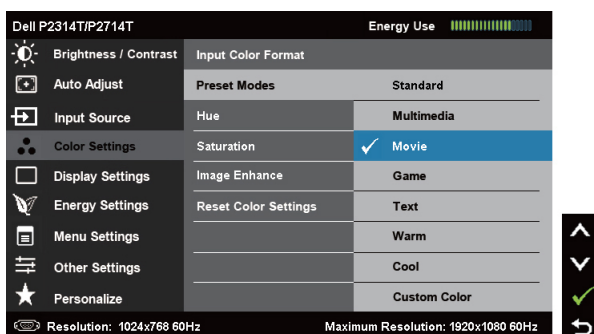 Dell P2314T/P2714T Energy Use
Brightness / Contrast Input Color Format
Auto Adjust Preset Modes Standard
Input Source Hue Multimedia
Color Settings Saturation Movie
Display Settings Image Enhance Game
Energy Settings Reset Color Settings Text
Menu Settings Warm
Other Settings Cool
Personalize Custom Color
Resolution: 1024x768 60Hz Maximum Resolution: 1920x1080 60Hz